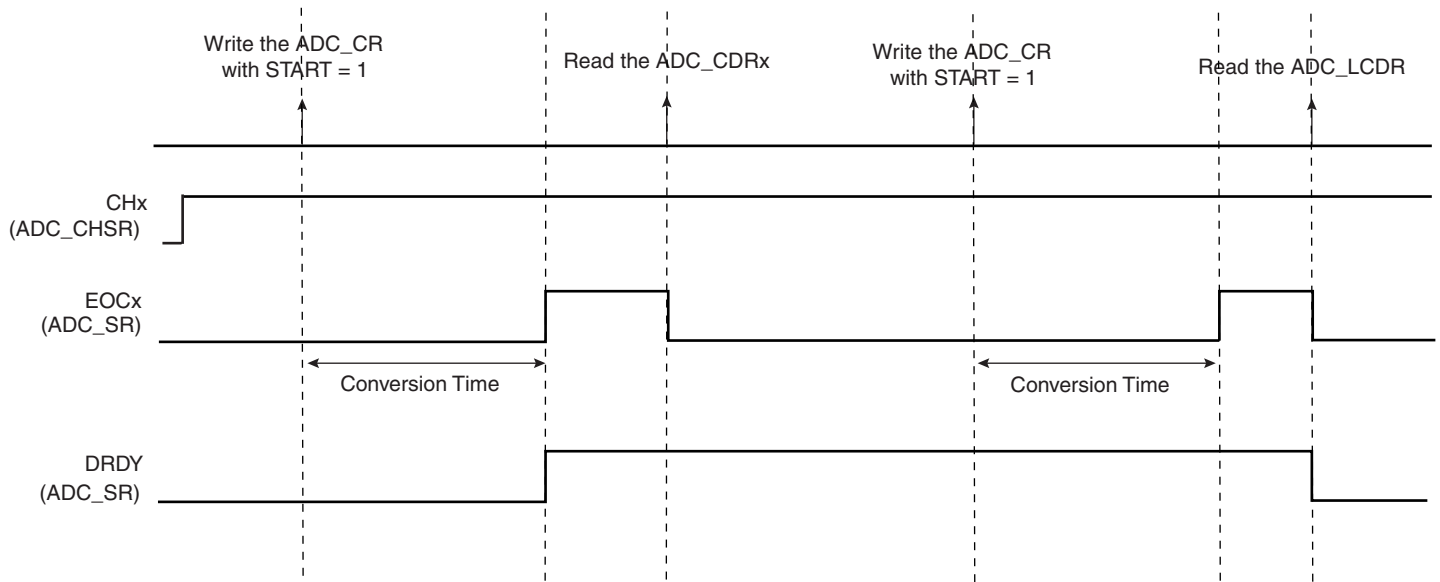 Write the ADC_CR
with START = 1
Read the ADC_CDRx
Write the ADC_CR
with START = 1
Read the ADC_LCDR
CHx
(ADC_CHSR)
EOCx
(ADC_SR)
Conversion Time
Conversion Time
DRDY
(ADC_SR)